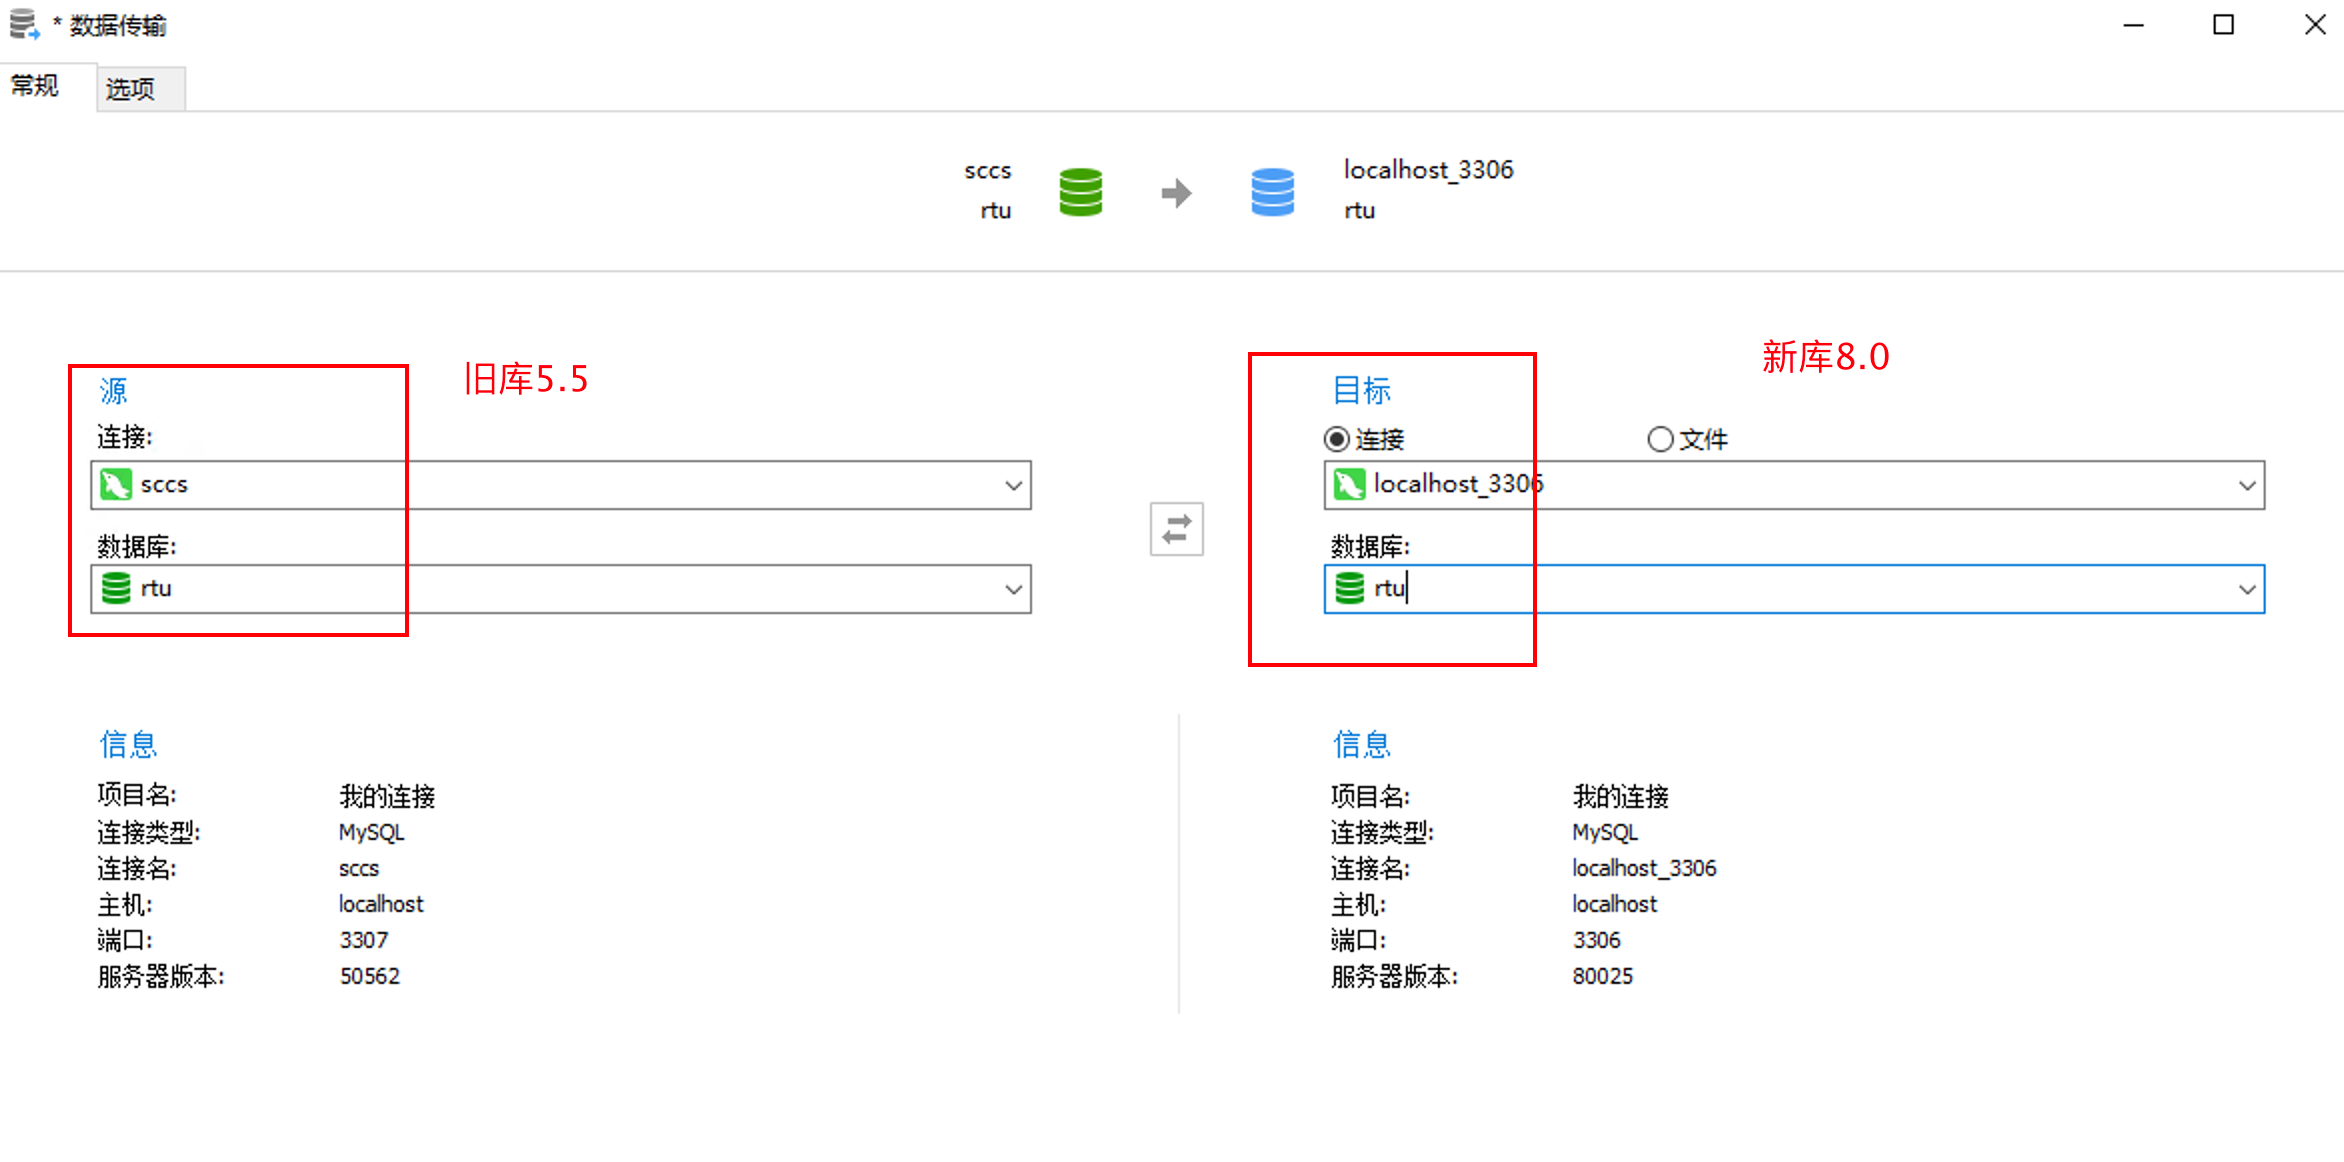 * 数据传输
常规 选项
sccs
rtu
localhost_3306
rtu
旧库5.5
新库8.0
源
连接:
sccs
数据库:
rtu
目标
连接 文件
localhost_3306
数据库:
rtu
信息
项目名: 我的连接
连接类型: MySQL
连接名: sccs
主机: localhost
端口: 3307
服务器版本: 50562
信息
项目名: 我的连接
连接类型: MySQL
连接名: localhost_3306
主机: localhost
端口: 3306
服务器版本: 80025